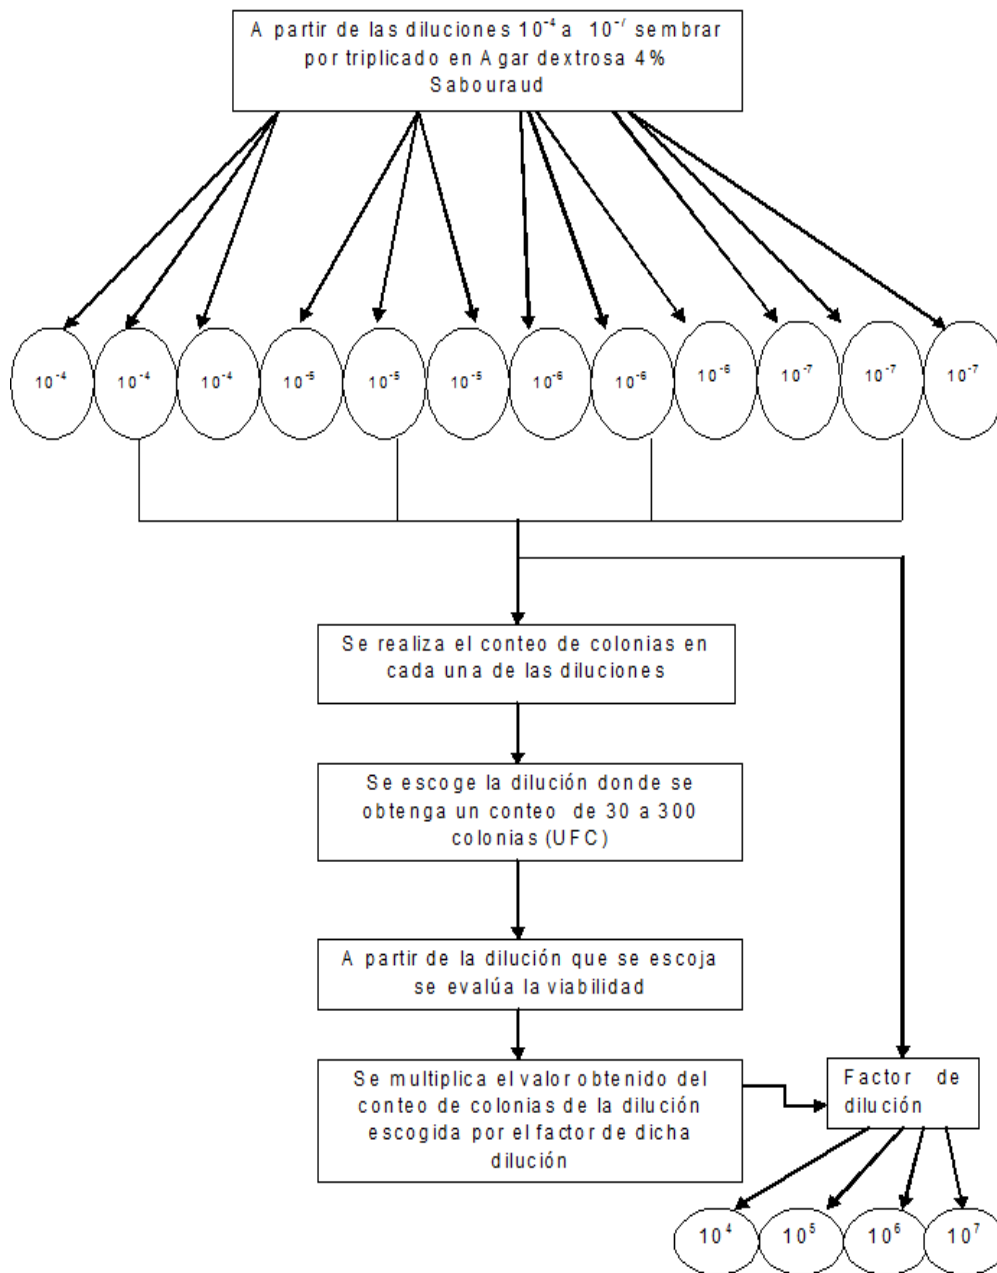 A partir de las diluciones 10⁻⁴ a 10⁻⁷ sembrar
por triplicado en Agar dextrosa 4%
Sabouraud
10⁻⁴ 10⁻⁴ 10⁻⁴ 10⁻⁵ 10⁻⁵ 10⁻⁵ 10⁻⁶ 10⁻⁶ 10⁻⁶ 10⁻⁷ 10⁻⁷ 10⁻⁷
Se realiza el conteo de colonias en
cada una de las diluciones
Se escoge la dilución donde se
obtenga un conteo de 30 a 300
colonias (UFC)
A partir de la dilución que se escoja
se evalúa la viabilidad
Se multiplica el valor obtenido del
conteo de colonias de la dilución
escogida por el factor de dicha
dilución
Factor de
dilución
10⁴ 10⁵ 10⁶ 10⁷